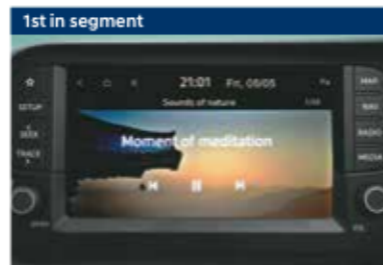 1st in segment
21:01 Fri, 05/05
Sounds of nature
Moment of meditation
SETUP
SEEK
TRACK
MAP
NAV
RADIO
MEDIA